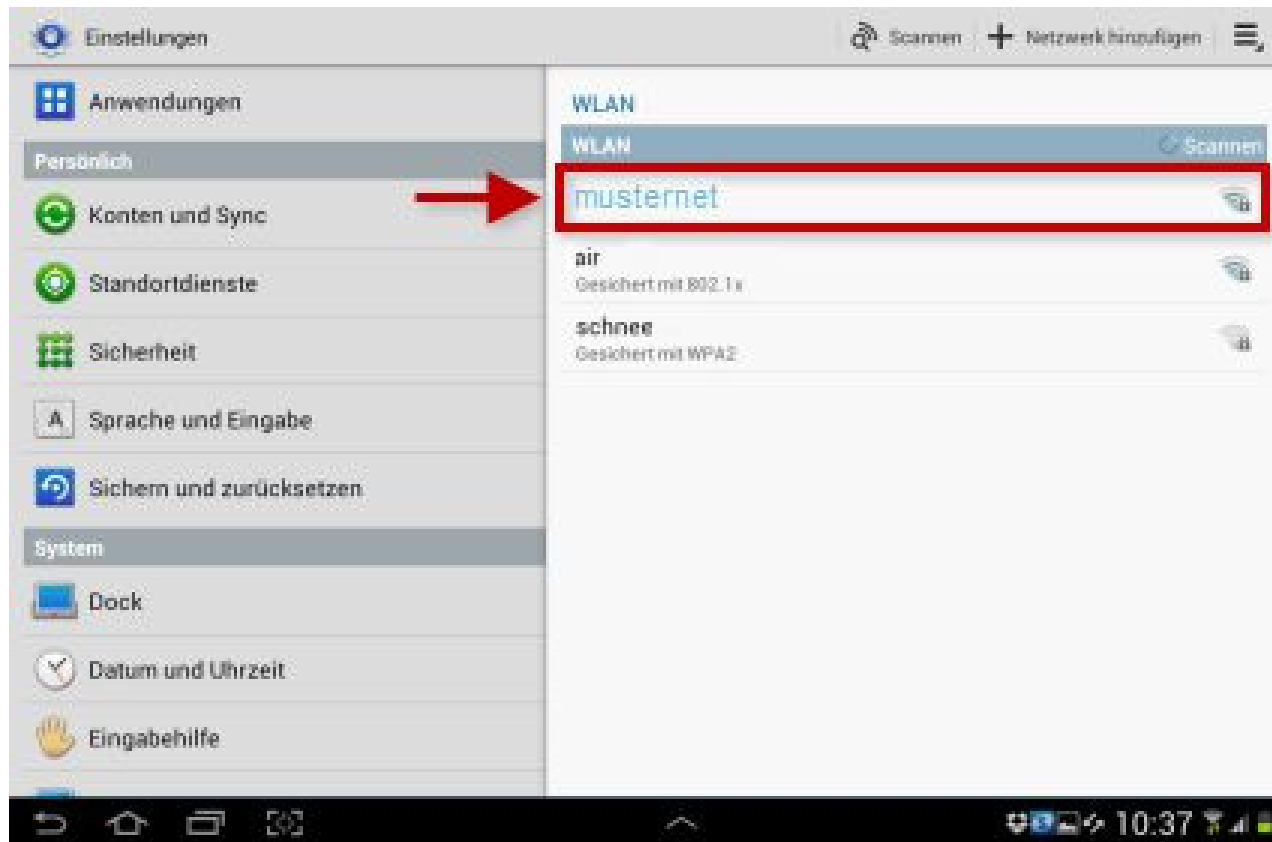 Einstellungen
Scannen
Netzwerk hinzufügen
Anwendungen
Persönlich
Konten und Sync
Standortdienste
Sicherheit
A
Sprache und Eingabe
Sichern und zurücksetzen
System
Dock
Datum und Uhrzeit
Eingabehilfe
WLAN
WLAN
Scannen
musternet
air
Gesichert mit 802.1x
schnee
Gesichert mit WPA2
10:37